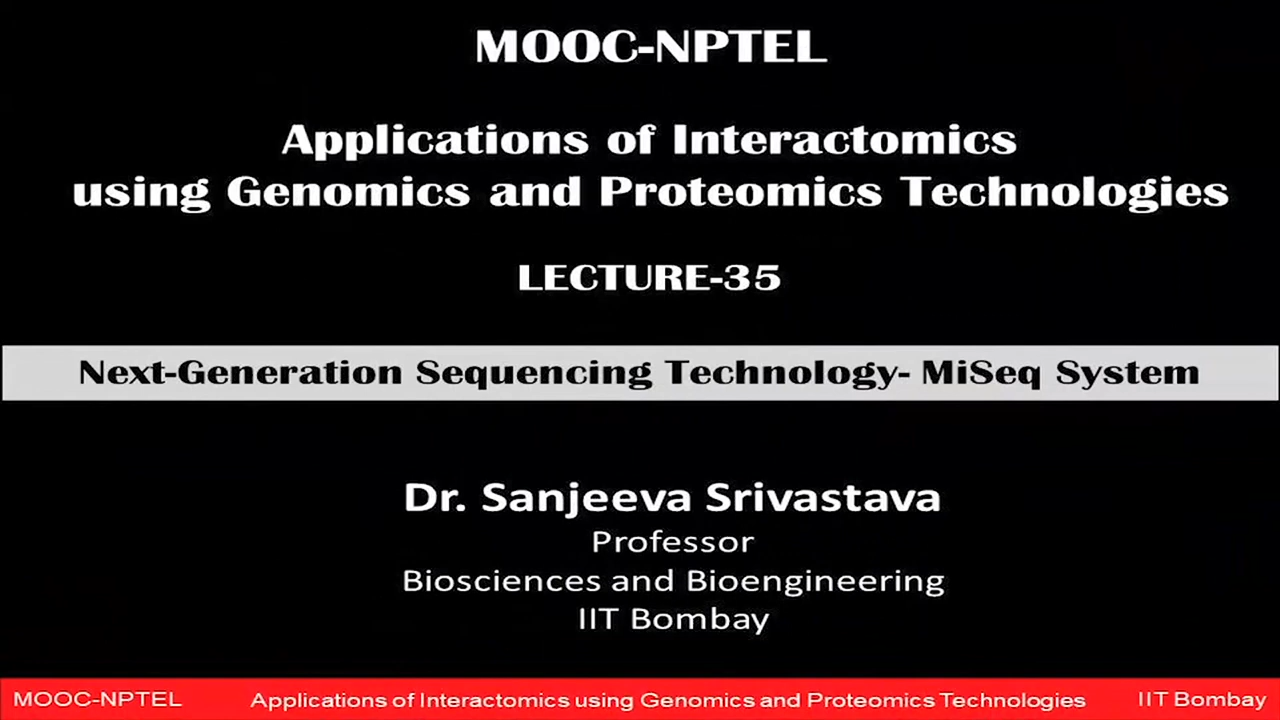 MOOC-NPTEL
Applications of Interactomics
using Genomics and Proteomics Technologies
LECTURE-35
Next-Generation Sequencing Technology- MiSeq System
Dr. Sanjeeva Srivastava
Professor
Biosciences and Bioengineering
IIT Bombay
MOOC-NPTEL Applications of Interactomics using Genomics and Proteomics Technologies IIT Bombay